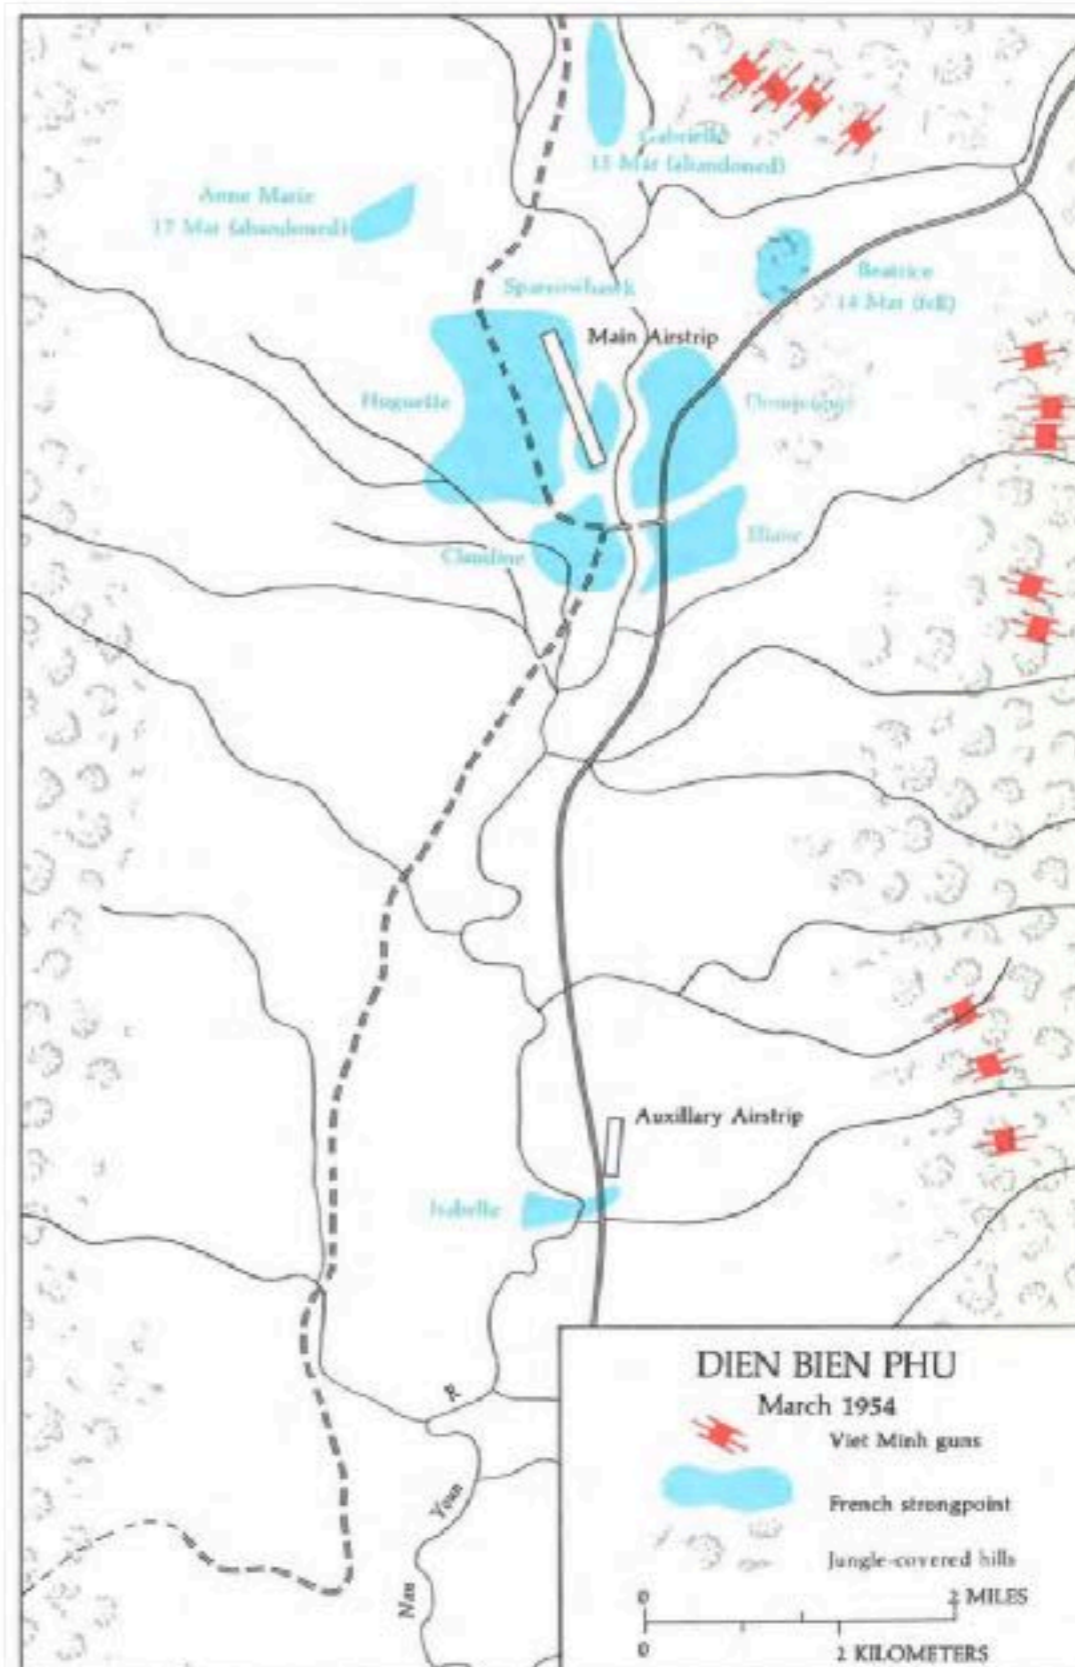 Gabrielle
15 Mar (abandoned)
Anne Marie
17 Mar (abandoned)
Beatrice
14 Mar (fell)
Sparrowhawk
Main Airstrip
Huguette
Claudine
Eliane
Auxillary Airstrip
Isabelle
R
Youn
Nan
DIEN BIEN PHU
March 1954
Viet Minh guns
French strongpoint
Jungle-covered hills
0 2 MILES
0 2 KILOMETERS